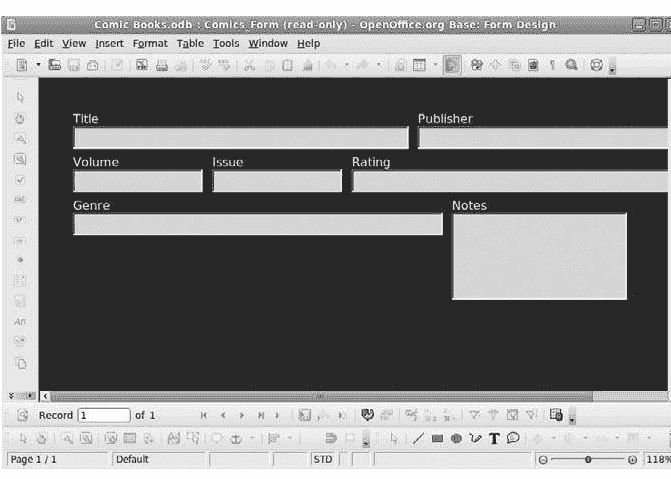 Comic Books.odb : Comics_Form (read-only) - OpenOffice.org Base: Form Design
File Edit View Insert Format Table Tools Window Help
Title Publisher
Volume Issue Rating
Genre Notes
Record 1 of 1
Page 1 / 1 Default STD 118%